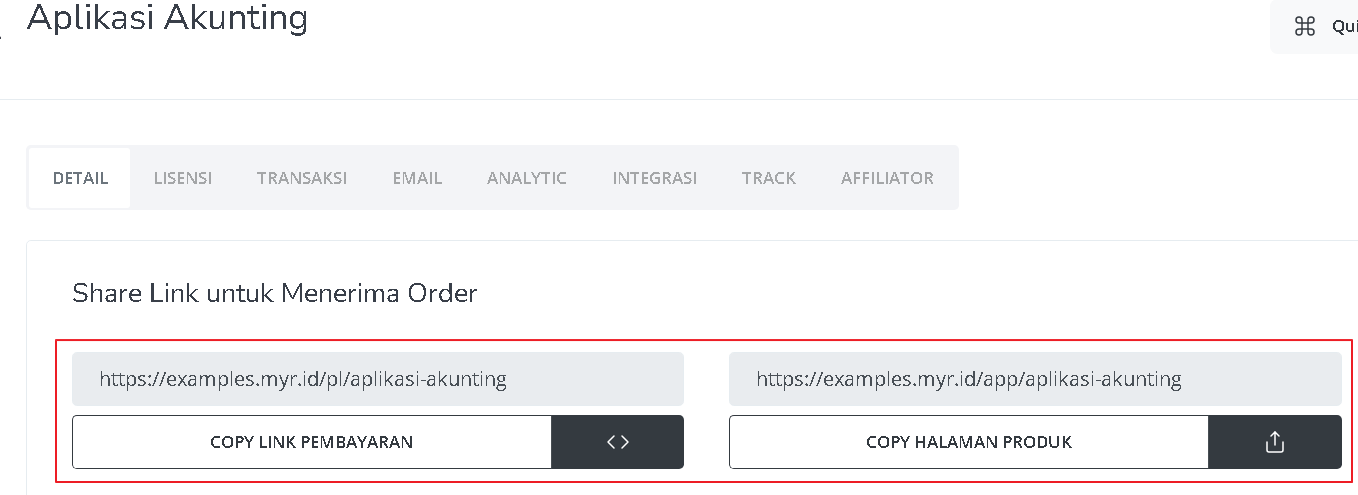 Aplikasi Akunting
DETAIL LISENSI TRANSAKSI EMAIL ANALYTIC INTEGRASI TRACK AFFILIATOR
Share Link untuk Menerima Order
https://examples.myr.id/pl/aplikasi-akunting https://examples.myr.id/app/aplikasi-akunting
COPY LINK PEMBAYARAN COPY HALAMAN PRODUK